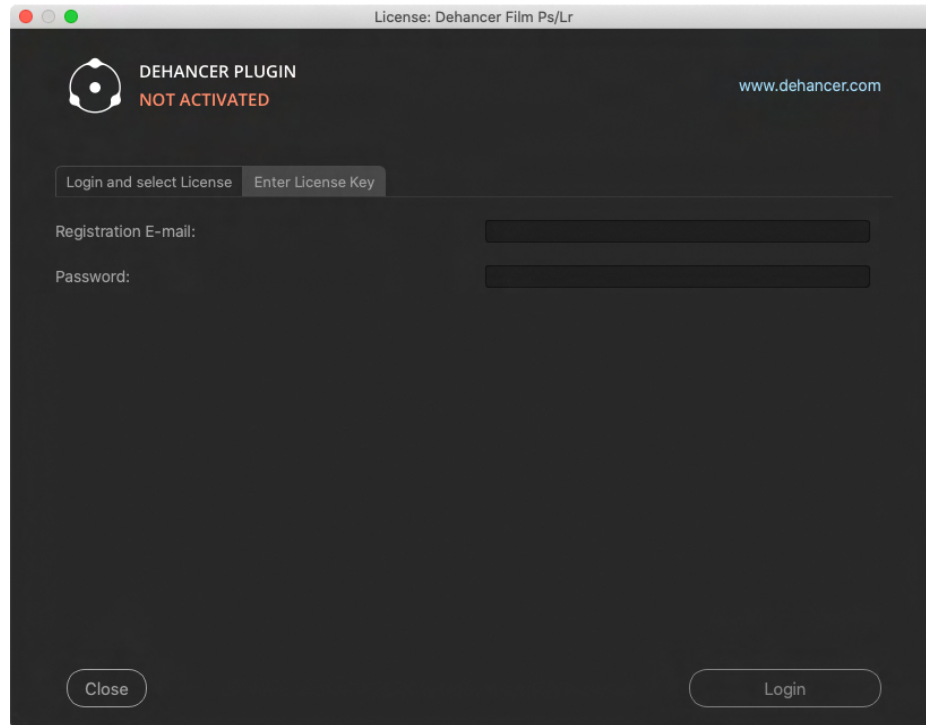 License: Dehancer Film Ps/Lr
DEHANCER PLUGIN
NOT ACTIVATED
www.dehancer.com
Login and select License
Enter License Key
Registration E-mail:
Password:
Close
Login